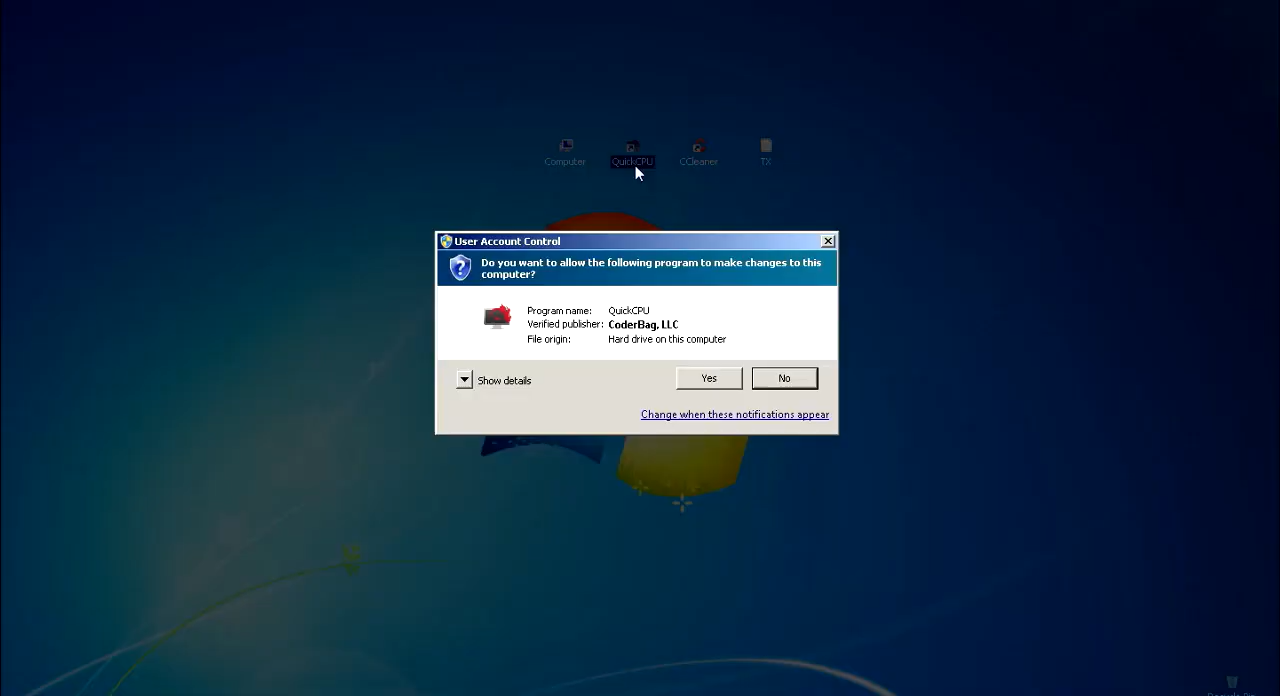 Computer
QuickCPU
CCleaner
TX
User Account Control
Do you want to allow the following program to make changes to this
computer?
Program name: QuickCPU
Verified publisher: CoderBag, LLC
File origin: Hard drive on this computer
Show details
Yes
No
Change when these notifications appear
Recycle Bin